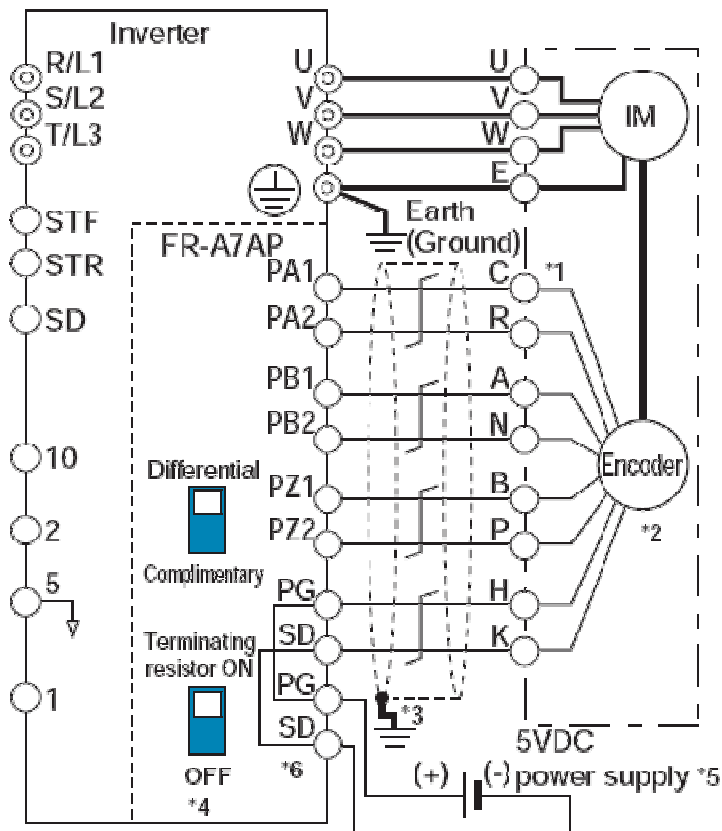 Inverter
R/L1
S/L2
T/L3
U
V
W
U
V
W
E
IM
Earth
(Ground)
STF
STR
SD
FR-A7AP
PA1
PA2
PB1
PB2
PZ1
PZ2
PG
SD
PG
SD
C
*1
R
A
N
B
P
H
K
Encoder
*2
10
2
5
1
Differential
Complimentary
Terminating
resistor ON
OFF
*4
*6
*3
5VDC
(+) (-) power supply *5